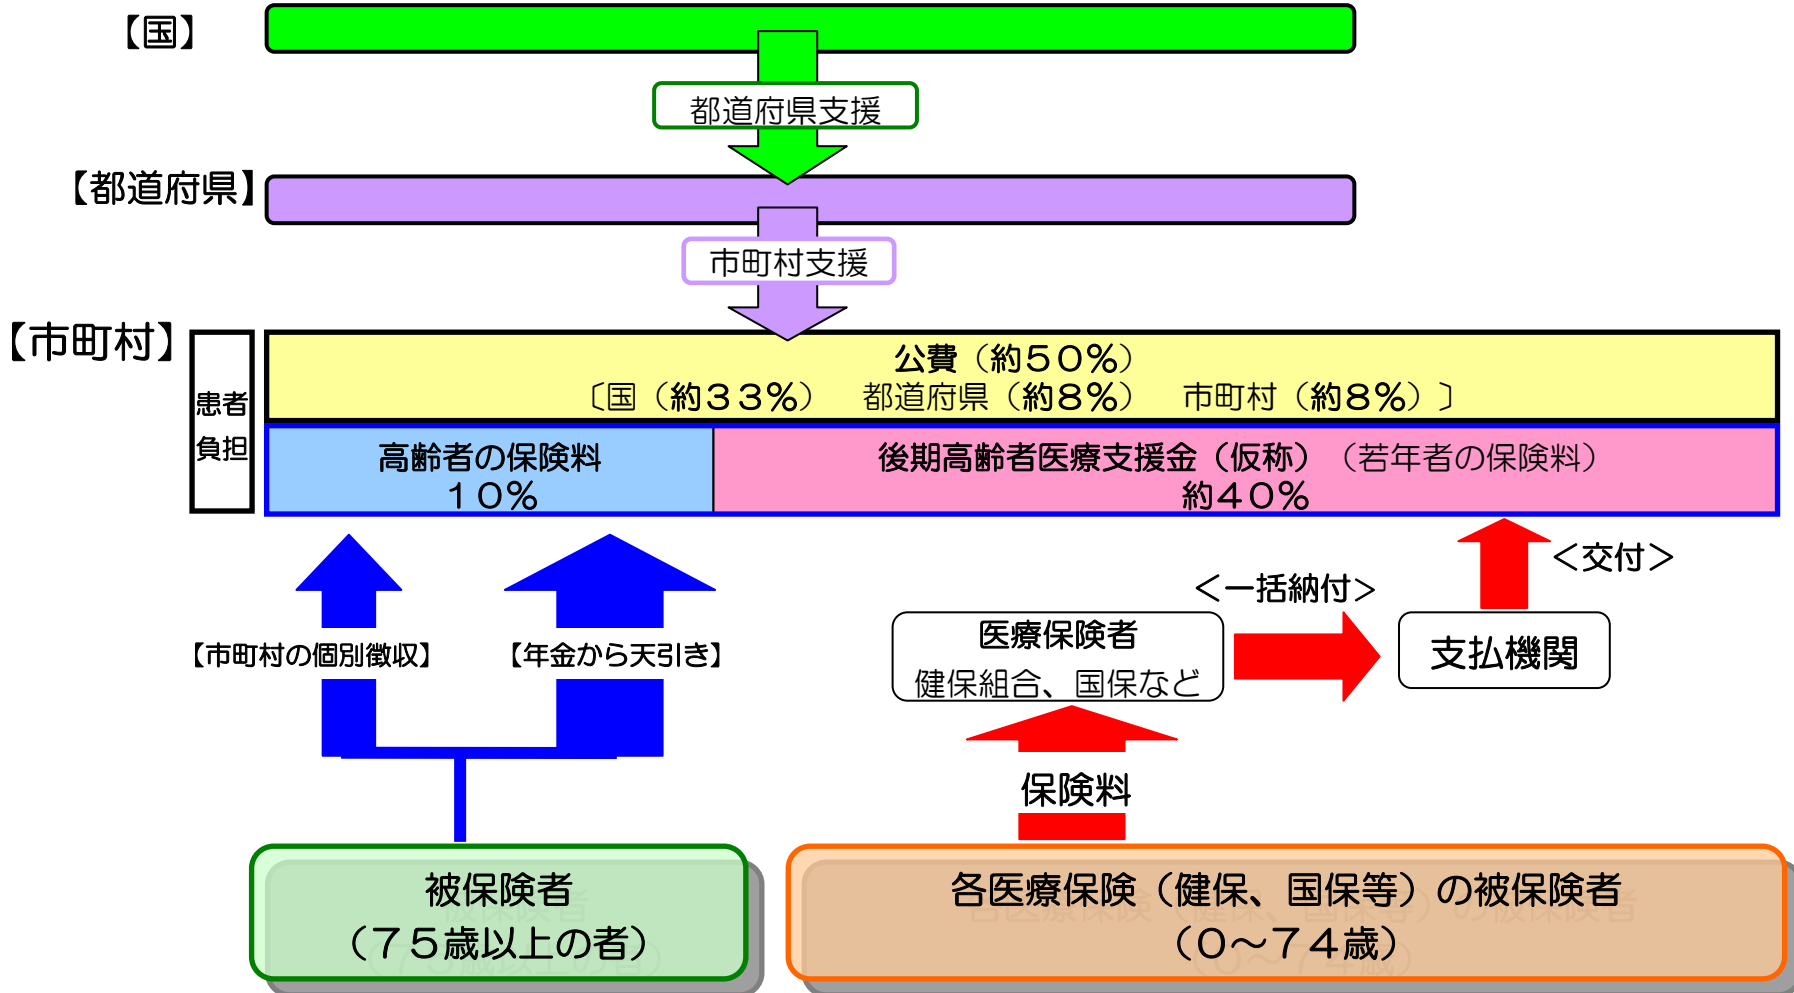 【国】
都道府県支援
【都道府県】
市町村支援
【市町村】
患者
負担
公費（約５０％）
〔国（約３３％）　都道府県（約８％）　市町村（約８％）〕
高齢者の保険料
１０％
後期高齢者医療支援金（仮称）（若年者の保険料）
約４０％
＜交付＞
＜一括納付＞
【市町村の個別徴収】
【年金から天引き】
医療保険者
健保組合、国保など
支払機関
保険料
被保険者
（７５歳以上の者）
各医療保険（健保、国保等）の被保険者
（０～７４歳）